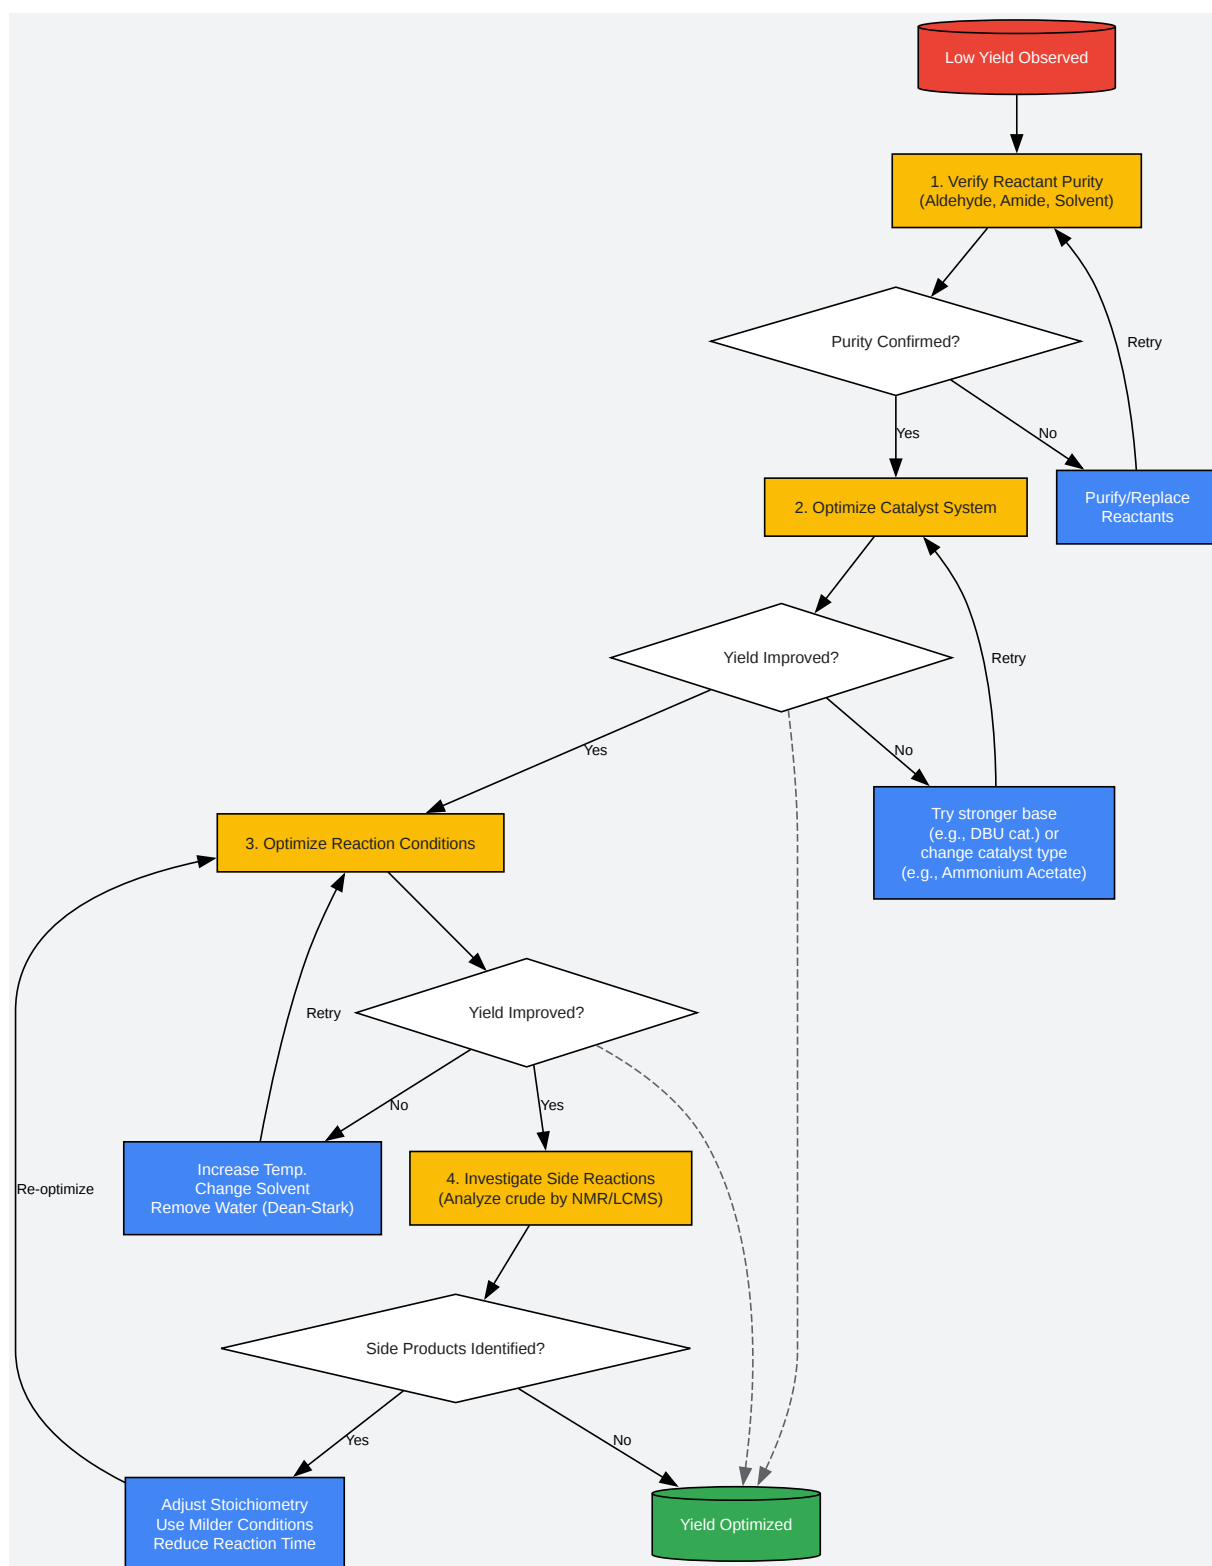 Low Yield Observed
1. Verify Reactant Purity
(Aldehyde, Amide, Solvent)
Purity Confirmed?
Retry
Yes
No
2. Optimize Catalyst System
Purify/Replace
Reactants
Yield Improved?
Retry
Yes
No
Try stronger base
(e.g., DBU cat.) or
change catalyst type
(e.g., Ammonium Acetate)
3. Optimize Reaction Conditions
Yield Improved?
Retry
No
Yes
Increase Temp.
Change Solvent
Remove Water (Dean-Stark)
4. Investigate Side Reactions
(Analyze crude by NMR/LCMS)
Re-optimize
Side Products Identified?
Yes
No
Adjust Stoichiometry
Use Milder Conditions
Reduce Reaction Time
Yield Optimized